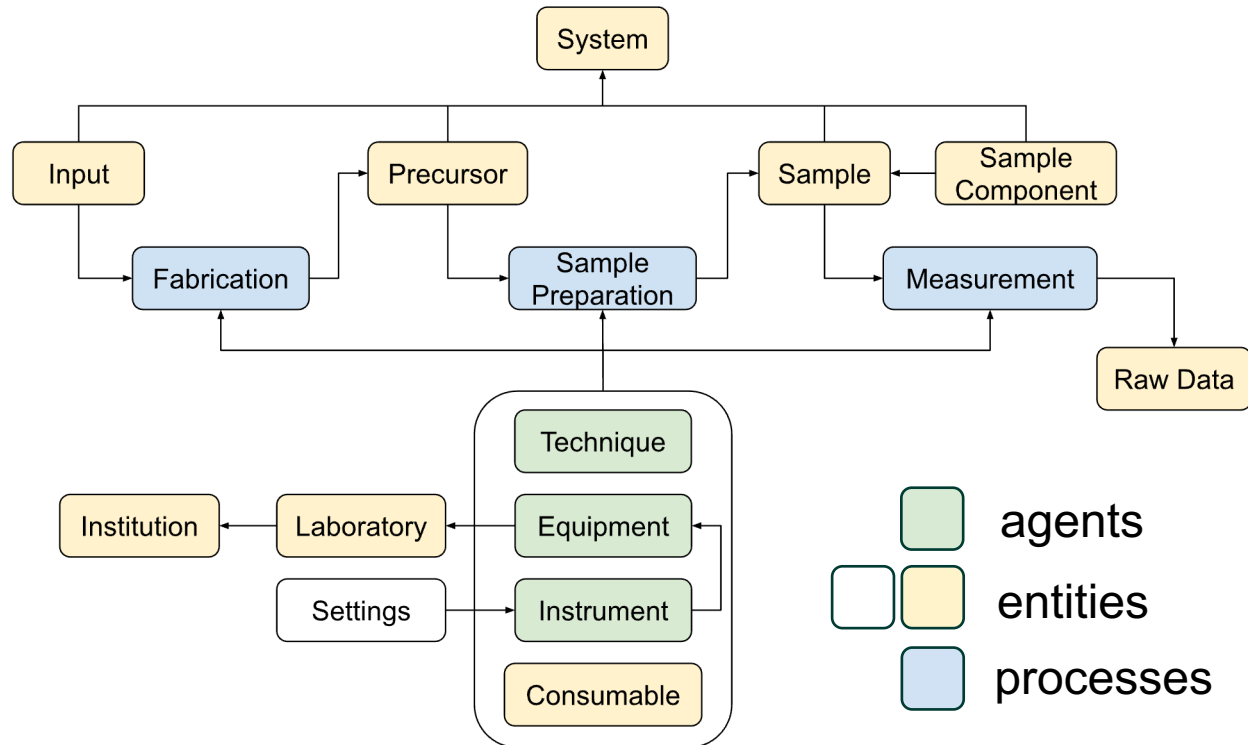 System
Input
Precursor
Sample
Sample
Component
Fabrication
Sample
Preparation
Measurement
Raw Data
Technique
Institution
Laboratory
Equipment
Settings
Instrument
Consumable
agents
entities
processes